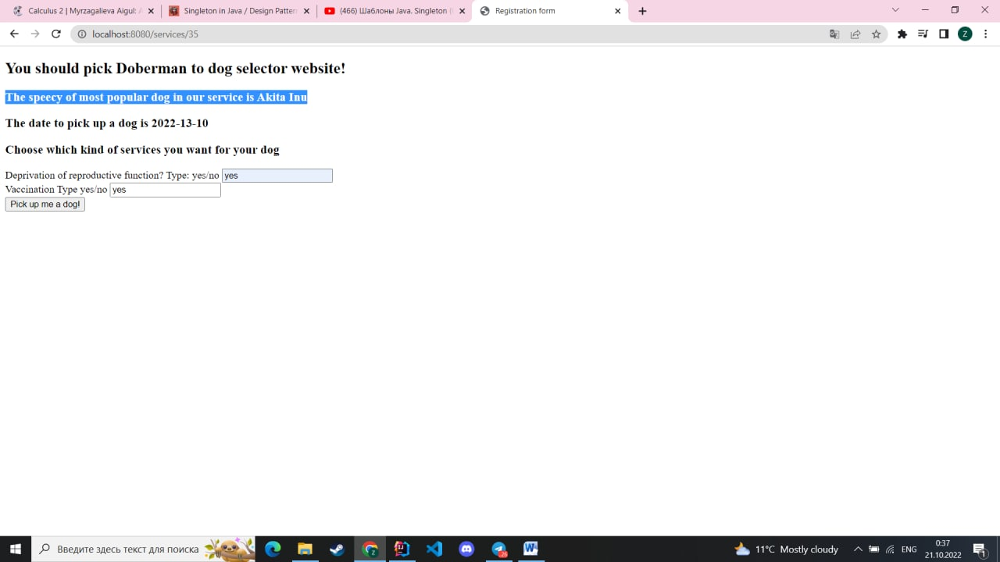 Calculus 2 | Myrzagalieva Aigul: A
Singleton in Java / Design Pattern
(466) Шаблоны Java. Singleton (
Registration form
localhost:8080/services/35
Z
You should pick Doberman to dog selector website!
The speecy of most popular dog in our service is Akita Inu
The date to pick up a dog is 2022-13-10
Choose which kind of services you want for your dog
Deprivation of reproductive function? Type: yes/no yes
Vaccination Type yes/no yes
Pick up me a dog!
Введите здесь текст для поиска
26
11°C Mostly cloudy
ENG
0:37
21.10.2022
1